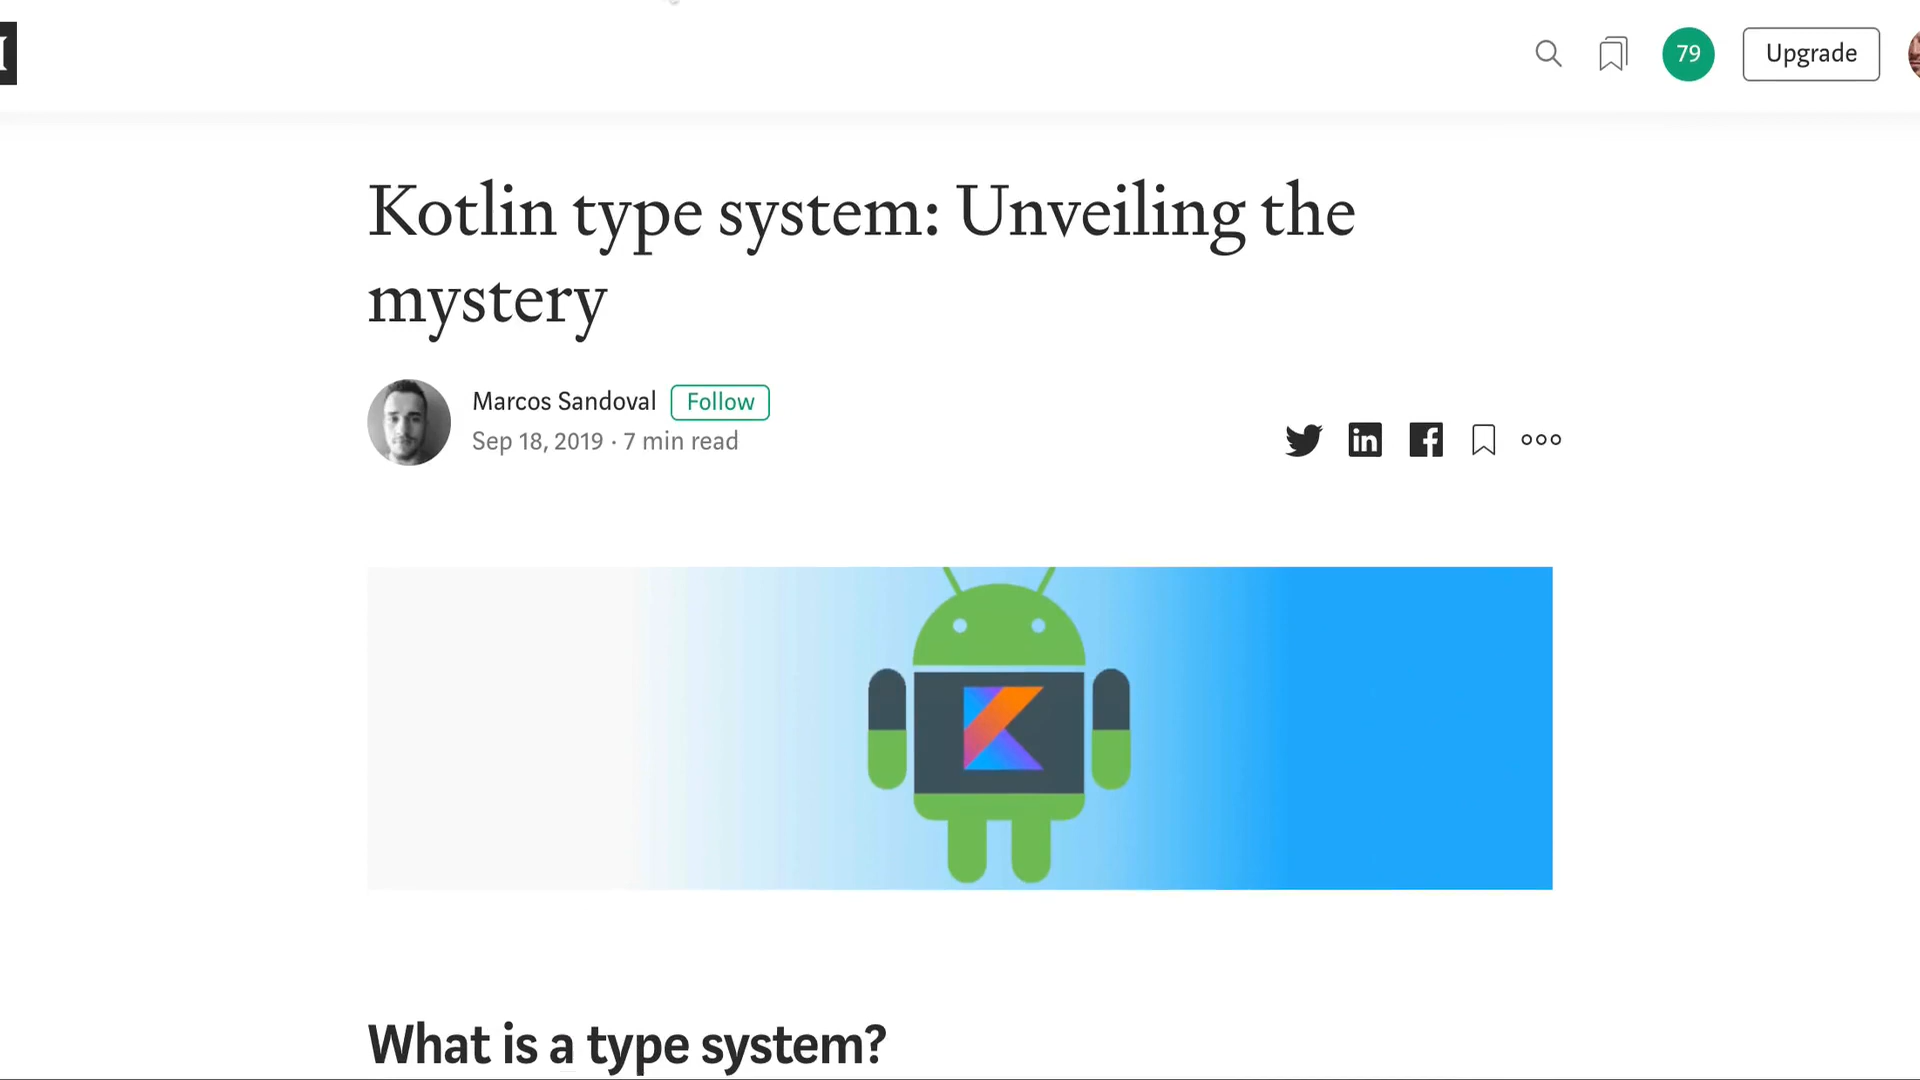 79
Upgrade
Kotlin type system: Unveiling the
mystery
Marcos Sandoval
Follow
Sep 18, 2019 · 7 min read
What is a type system?